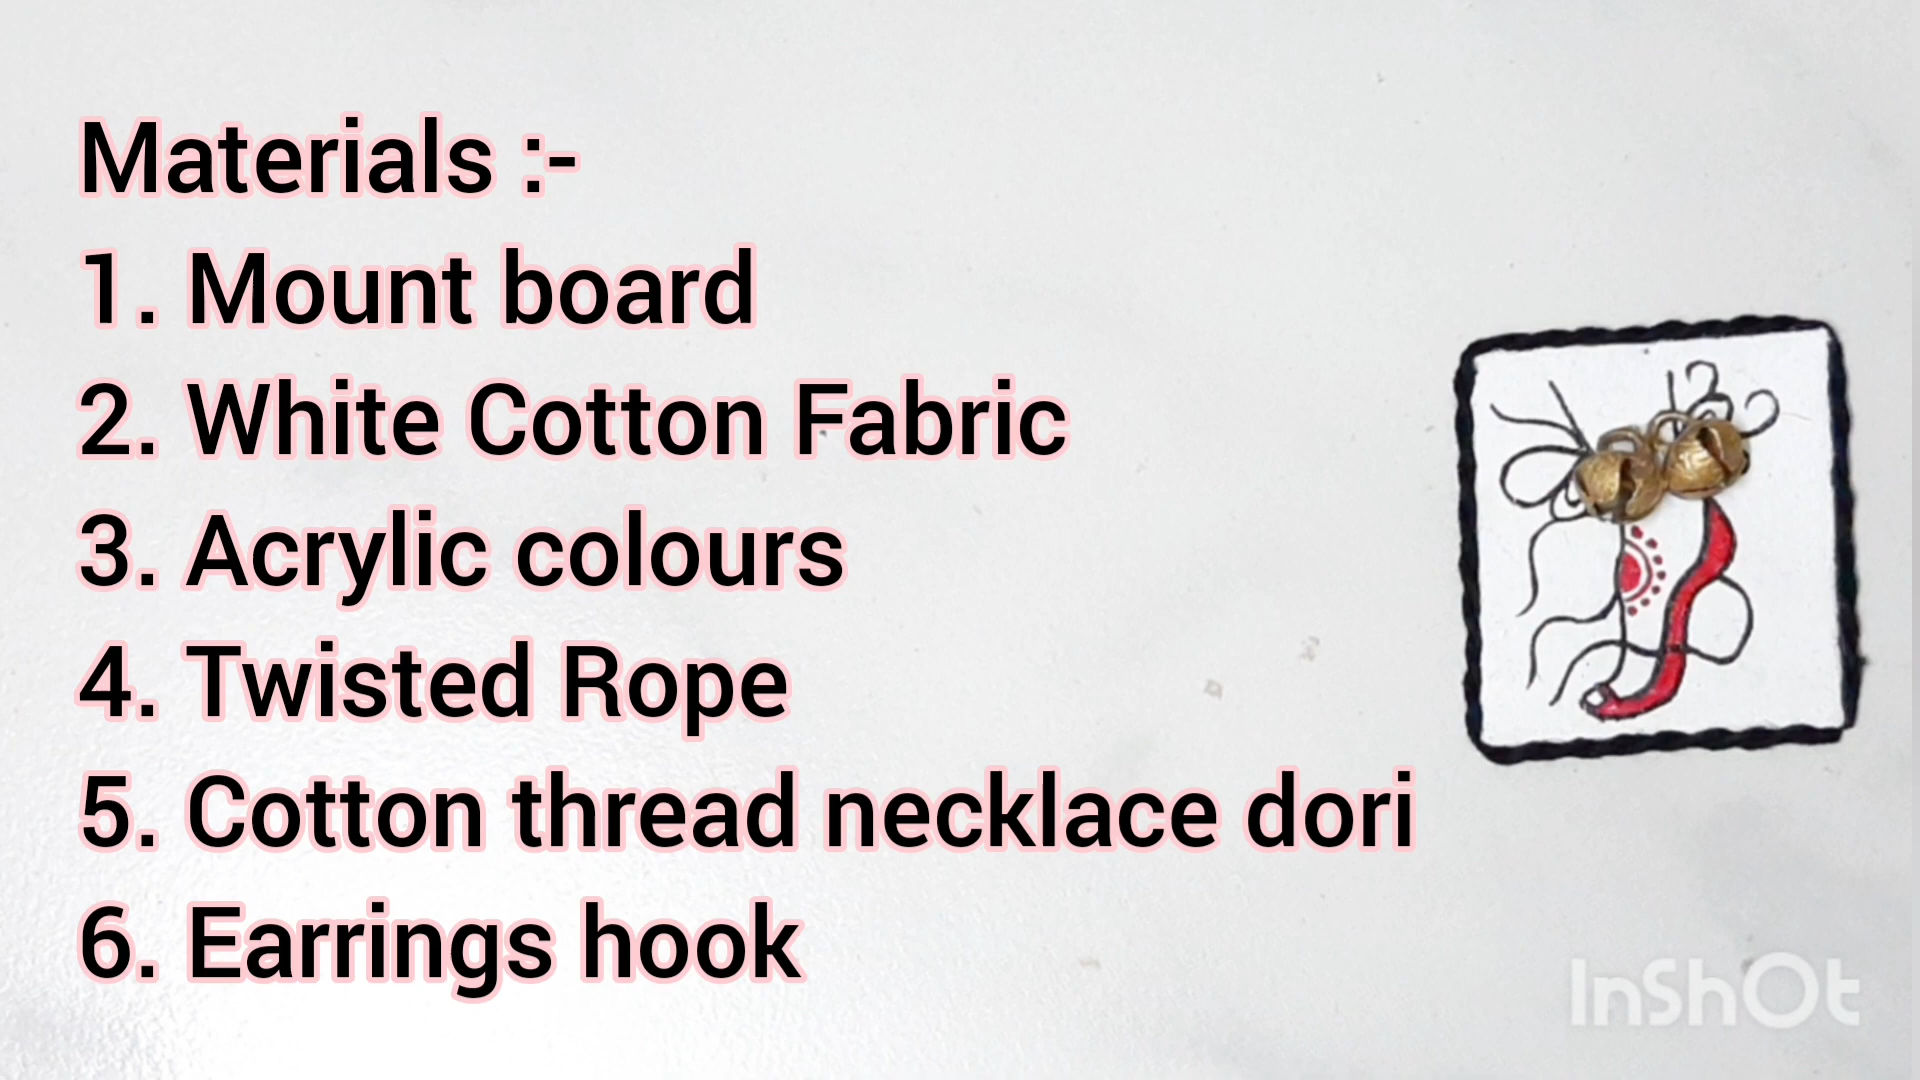 Materials :-
1. Mount board
2. White Cotton Fabric
3. Acrylic colours
4. Twisted Rope
5. Cotton thread necklace dori
6. Earrings hook
InShOt